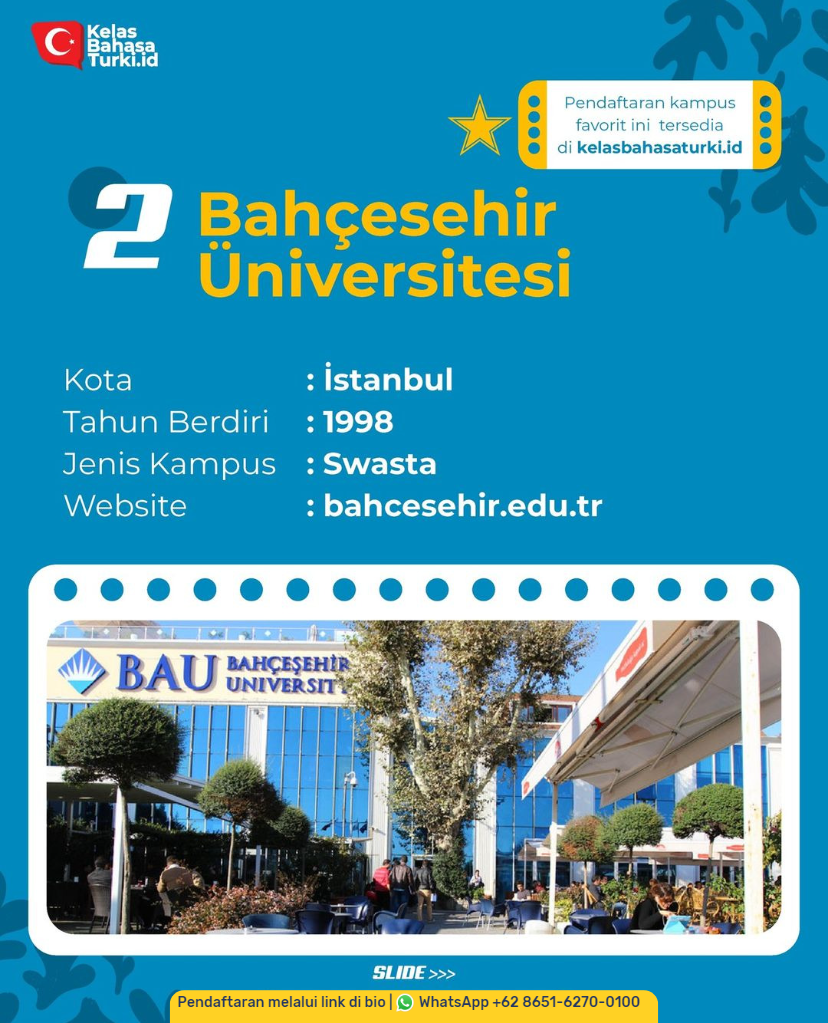 Kelas
Bahasa
Turki.id
Pendaftaran kampus
favorit ini tersedia
di kelasbahasaturki.id
2
Bahçesehir
Üniversitesi
Kota : İstanbul
Tahun Berdiri : 1998
Jenis Kampus : Swasta
Website : bahcesehir.edu.tr
BAU BAHÇEŞEHİR
UNIVERSIT
SLIDE >>>
Pendaftaran melalui link di bio | WhatsApp +62 8651-6270-0100